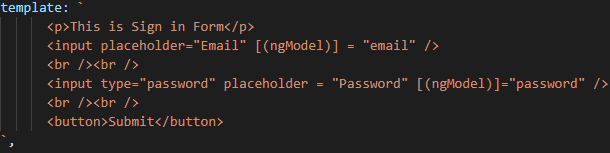 template: `
<p>This is Sign in Form</p>
<input placeholder="Email" [(ngModel)] = "email" />
<br /><br />
<input type="password" placeholder = "Password" [(ngModel)]="password" />
<br /><br />
<button>Submit</button>
`,